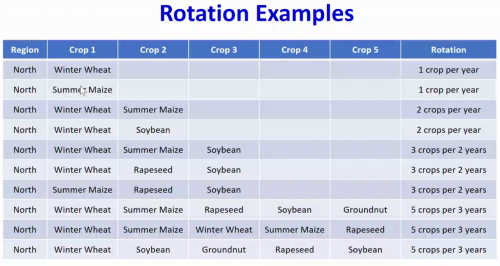 Rotation Examples
Region Crop 1 Crop 2 Crop 3 Crop 4 Crop 5 Rotation
North Winter Wheat 1 crop per year
North Summer Maize 1 crop per year
North Winter Wheat Summer Maize 2 crops per year
North Winter Wheat Soybean 2 crops per year
North Winter Wheat Summer Maize Soybean 3 crops per 2 years
North Winter Wheat Rapeseed Soybean 3 crops per 2 years
North Summer Maize Rapeseed Soybean 3 crops per 2 years
North Winter Wheat Summer Maize Rapeseed Soybean Groundnut 5 crops per 3 years
North Winter Wheat Summer Maize Winter Wheat Summer Maize Rapeseed 5 crops per 3 years
North Winter Wheat Soybean Groundnut Rapeseed Soybean 5 crops per 3 years